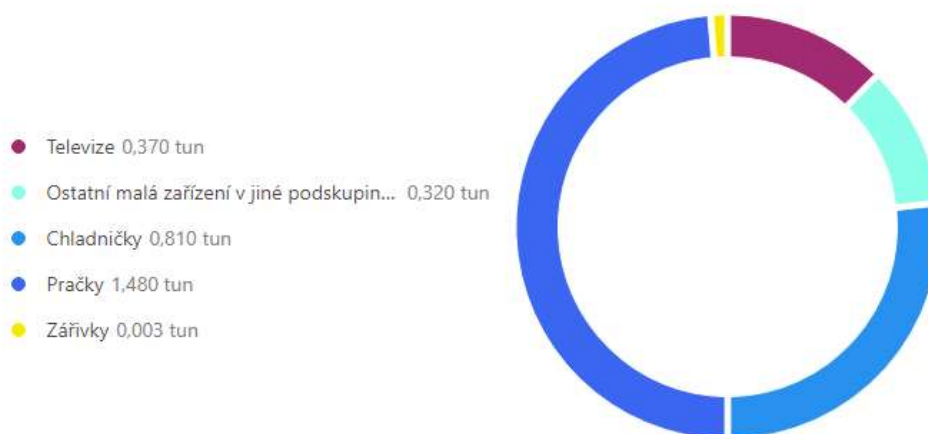 Televize 0,370 tun
Ostatní malá zařízení v jiné podskupin... 0,320 tun
Chladničky 0,810 tun
Pračky 1,480 tun
Zářivky 0,003 tun